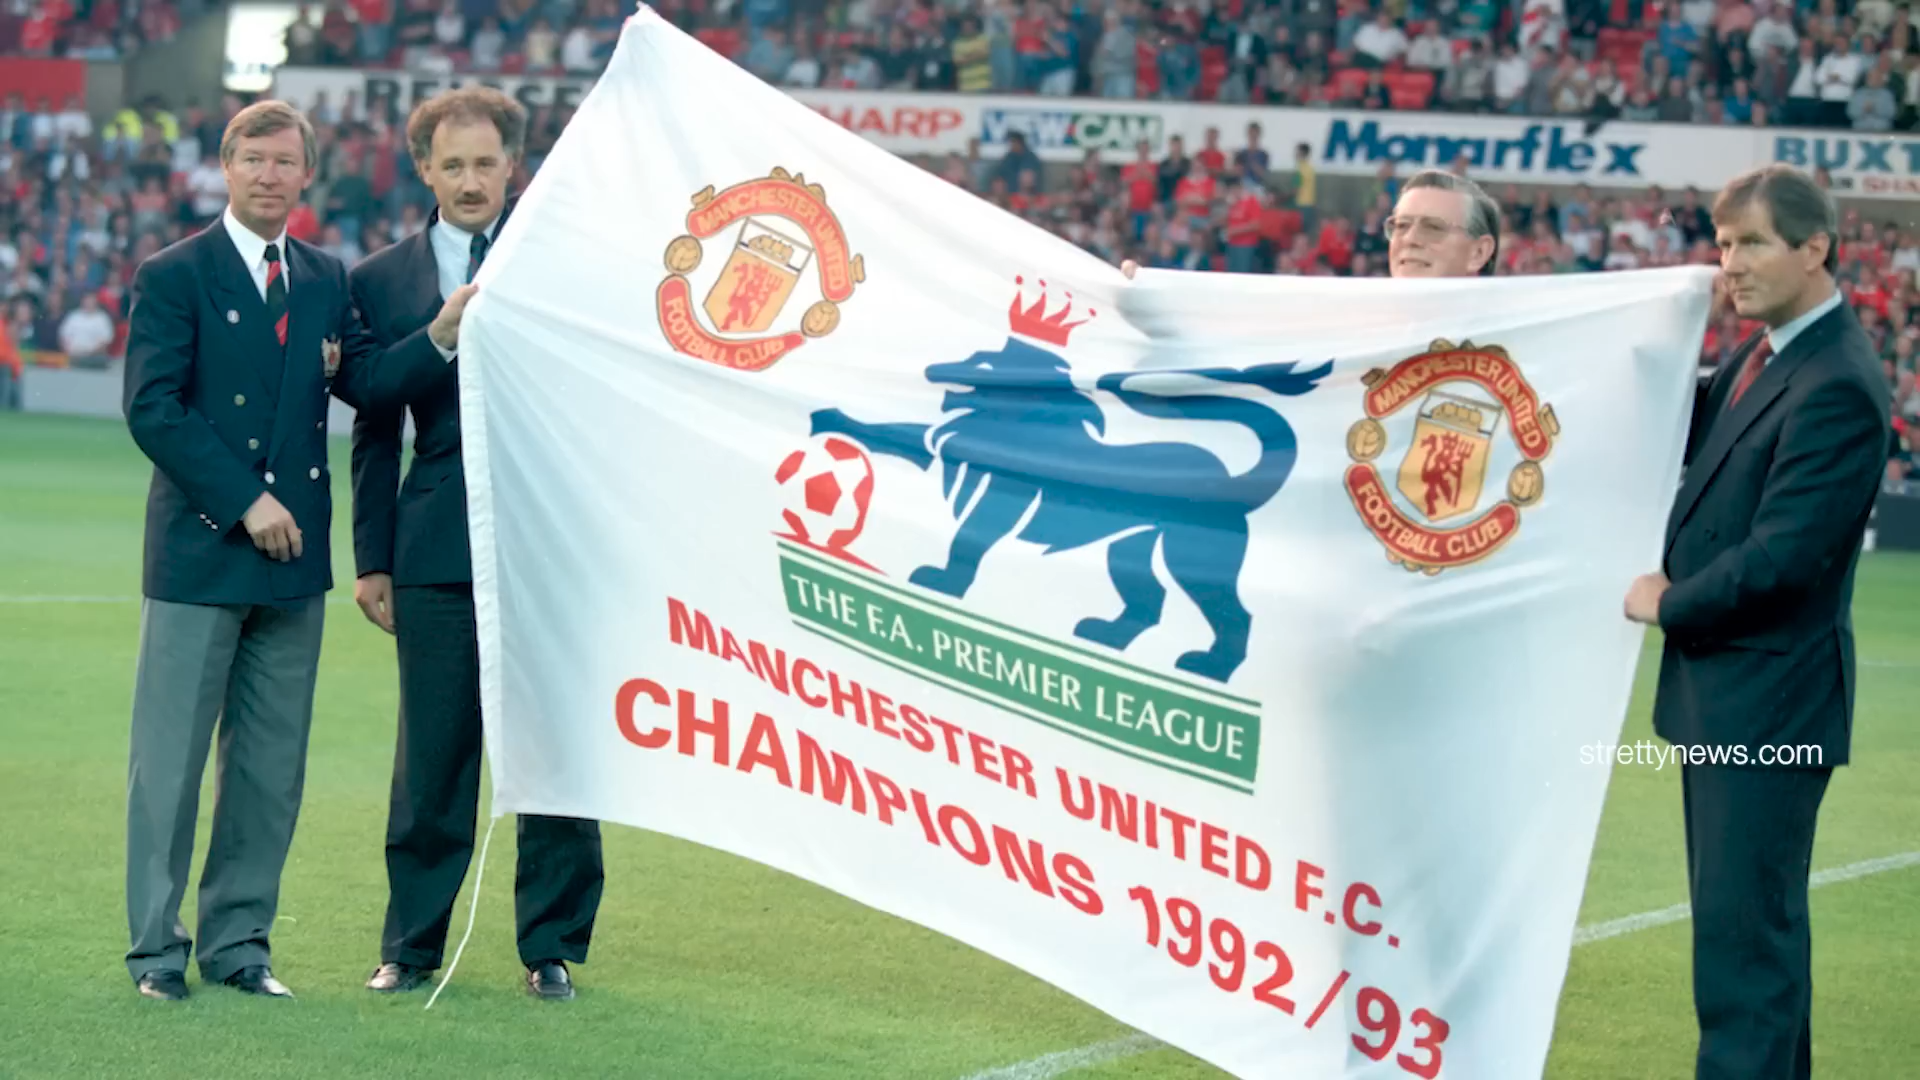 SHARP
VIEWCAM
Monarflex
MANCHESTER UNITED
FOOTBALL CLUB
MANCHESTER UNITED
FOOTBALL CLUB
THE F.A. PREMIER LEAGUE
MANCHESTER UNITED F.C.
CHAMPIONS 1992/93
strettynews.com